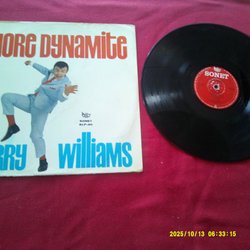 MORE DYNAMITE
RRY Williams
SONET
SONET
2025/10/13 06:33:15